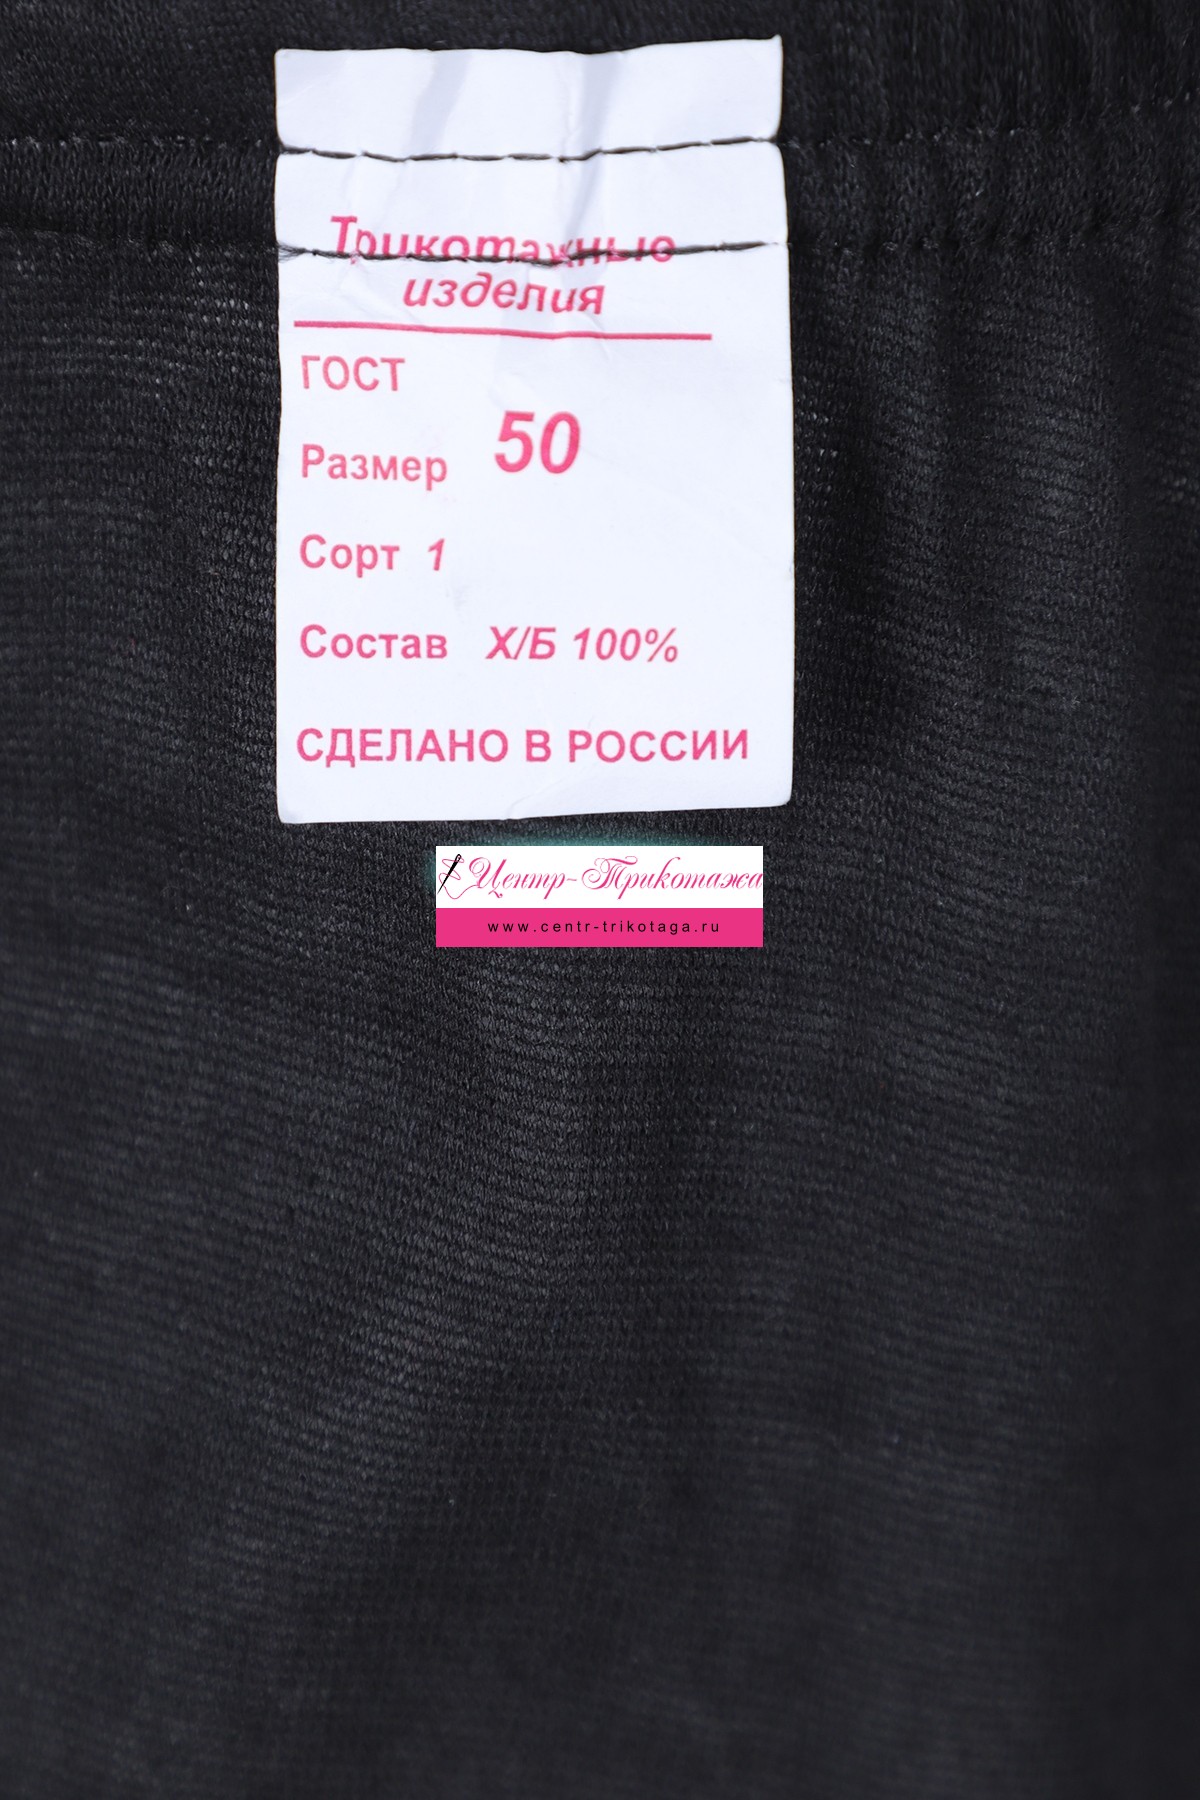 Трикотажные
изделия
ГОСТ
Размер 50
Сорт 1
Состав Х/Б 100%
СДЕЛАНО В РОССИИ
Центр-Трикотажа
www.centr-trikotaga.ru